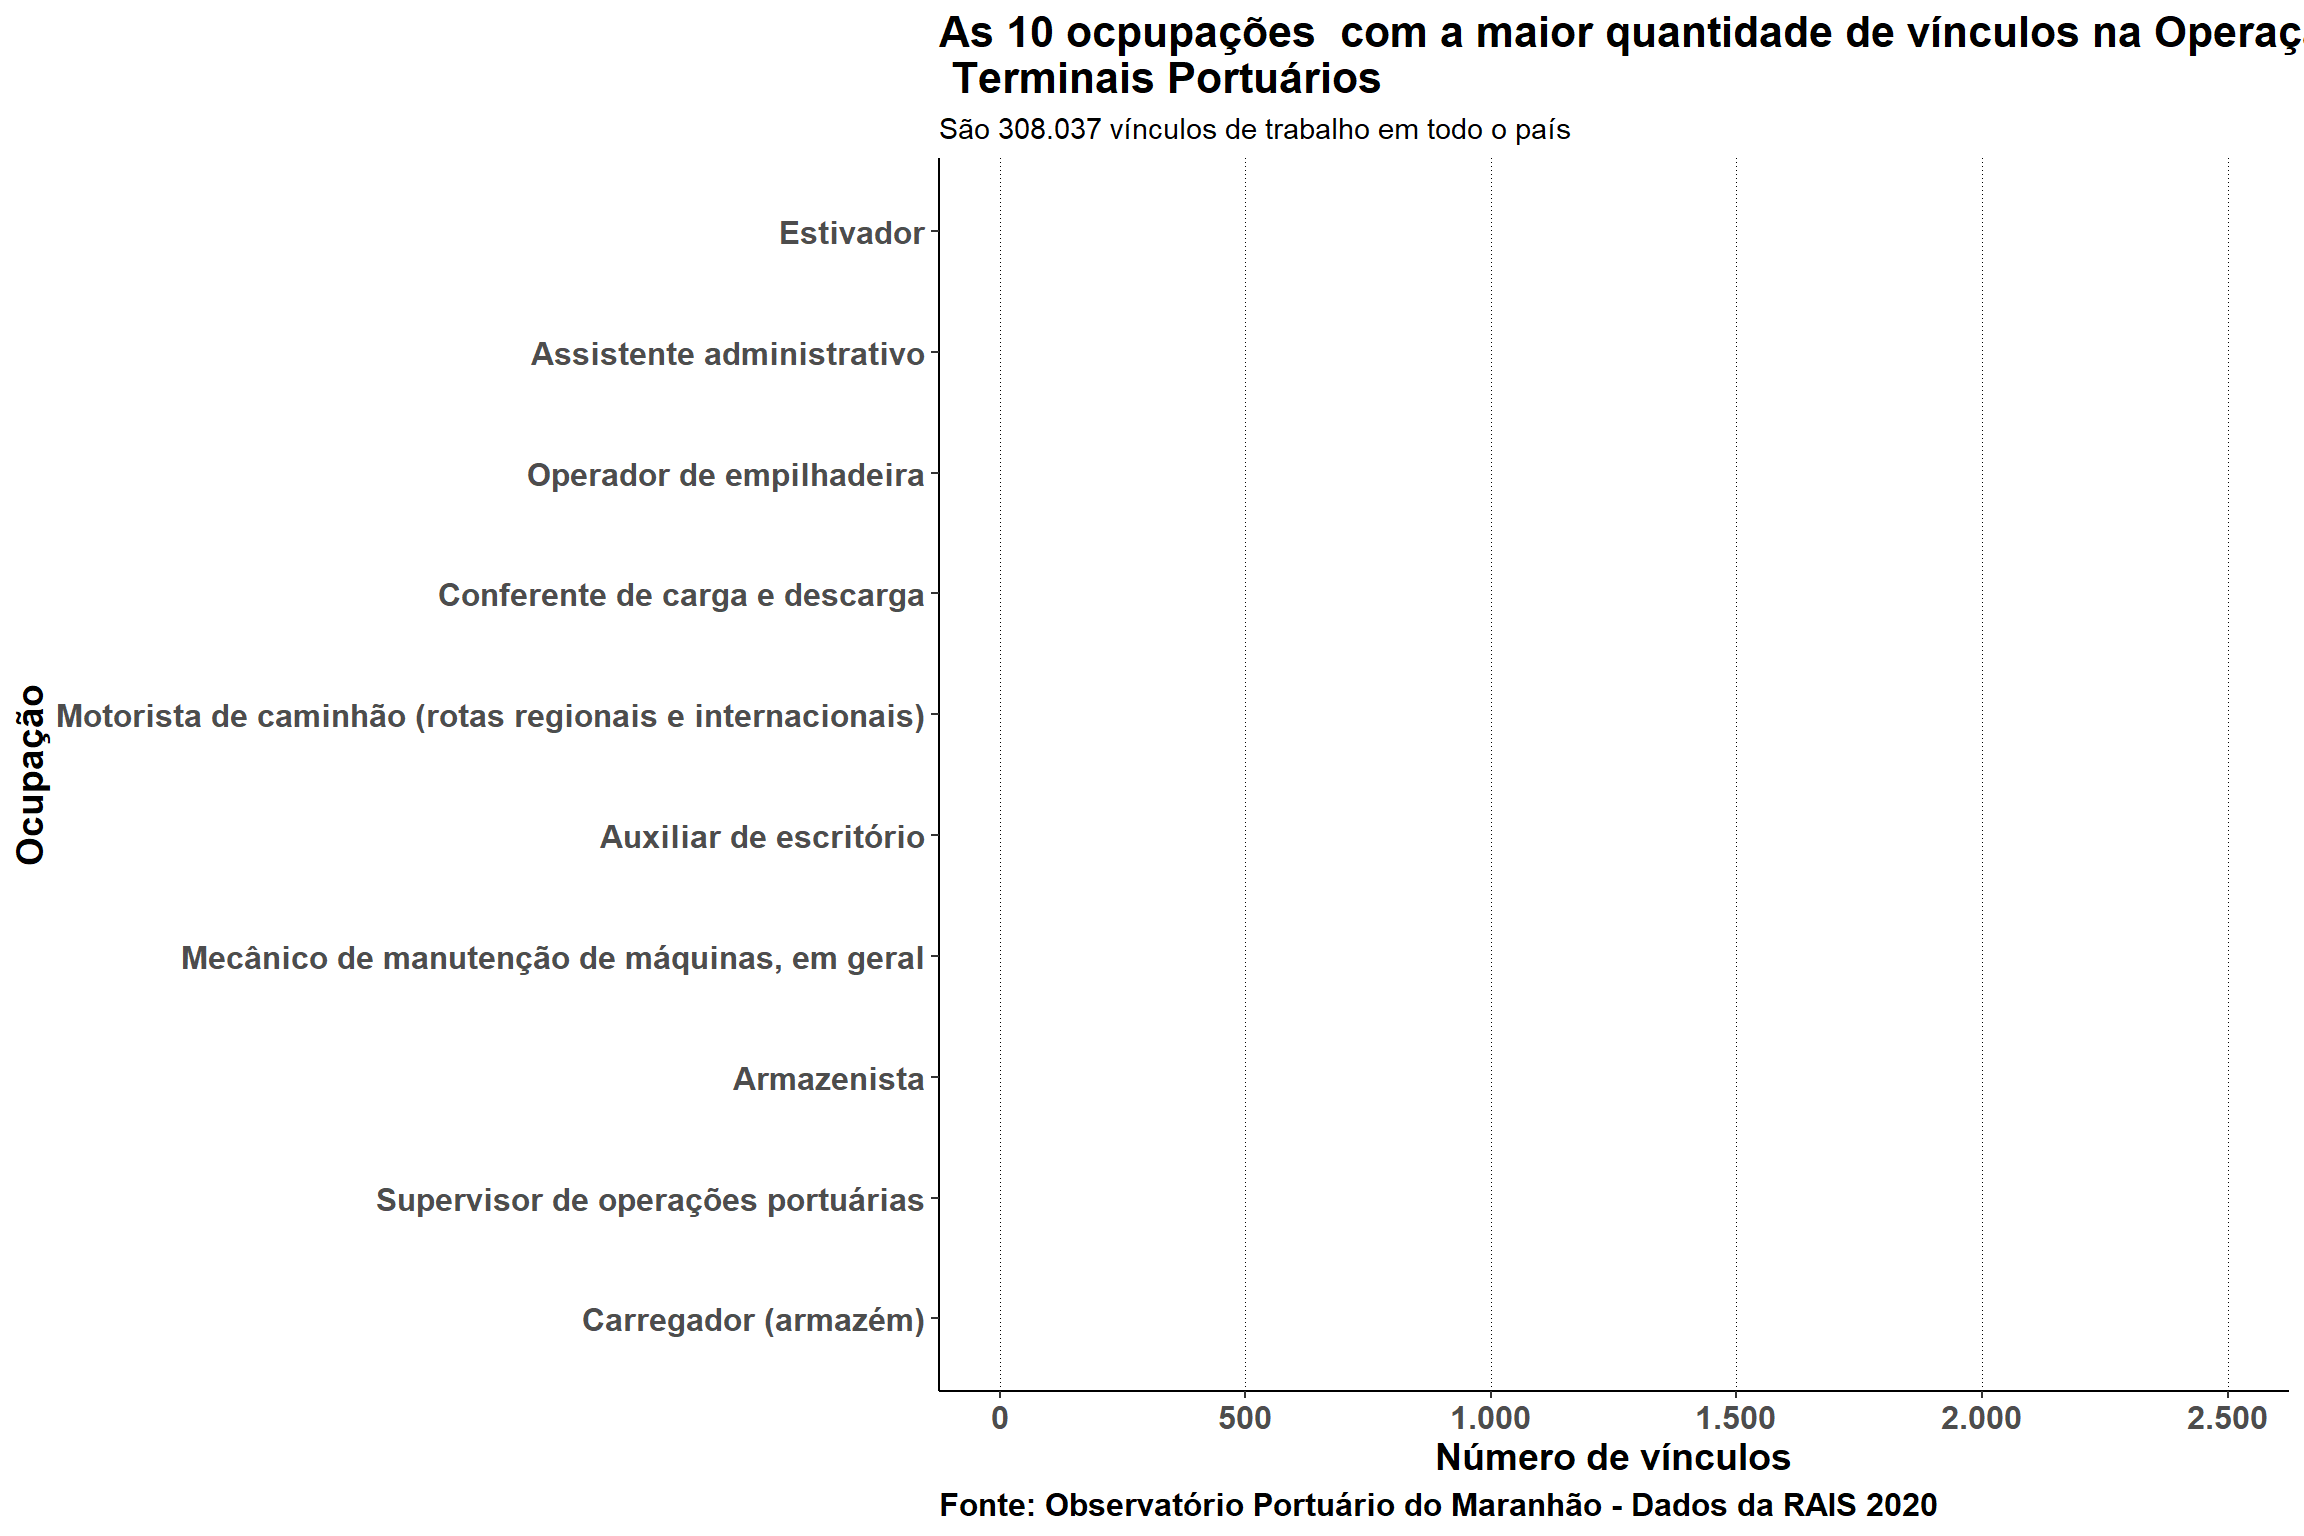 As 10 ocpupações  com a maior quantidade de vínculos na Operaç
Terminais Portuários
São 308.037 vínculos de trabalho em todo o país
Estivador
Assistente administrativo
Operador de empilhadeira
Conferente de carga e descarga
Motorista de caminhão (rotas regionais e internacionais)
Auxiliar de escritório
Mecânico de manutenção de máquinas, em geral
Armazenista
Supervisor de operações portuárias
Carregador (armazém)
Ocupação
0 500 1.000 1.500 2.000 2.500
Número de vínculos
Fonte: Observatório Portuário do Maranhão - Dados da RAIS 2020